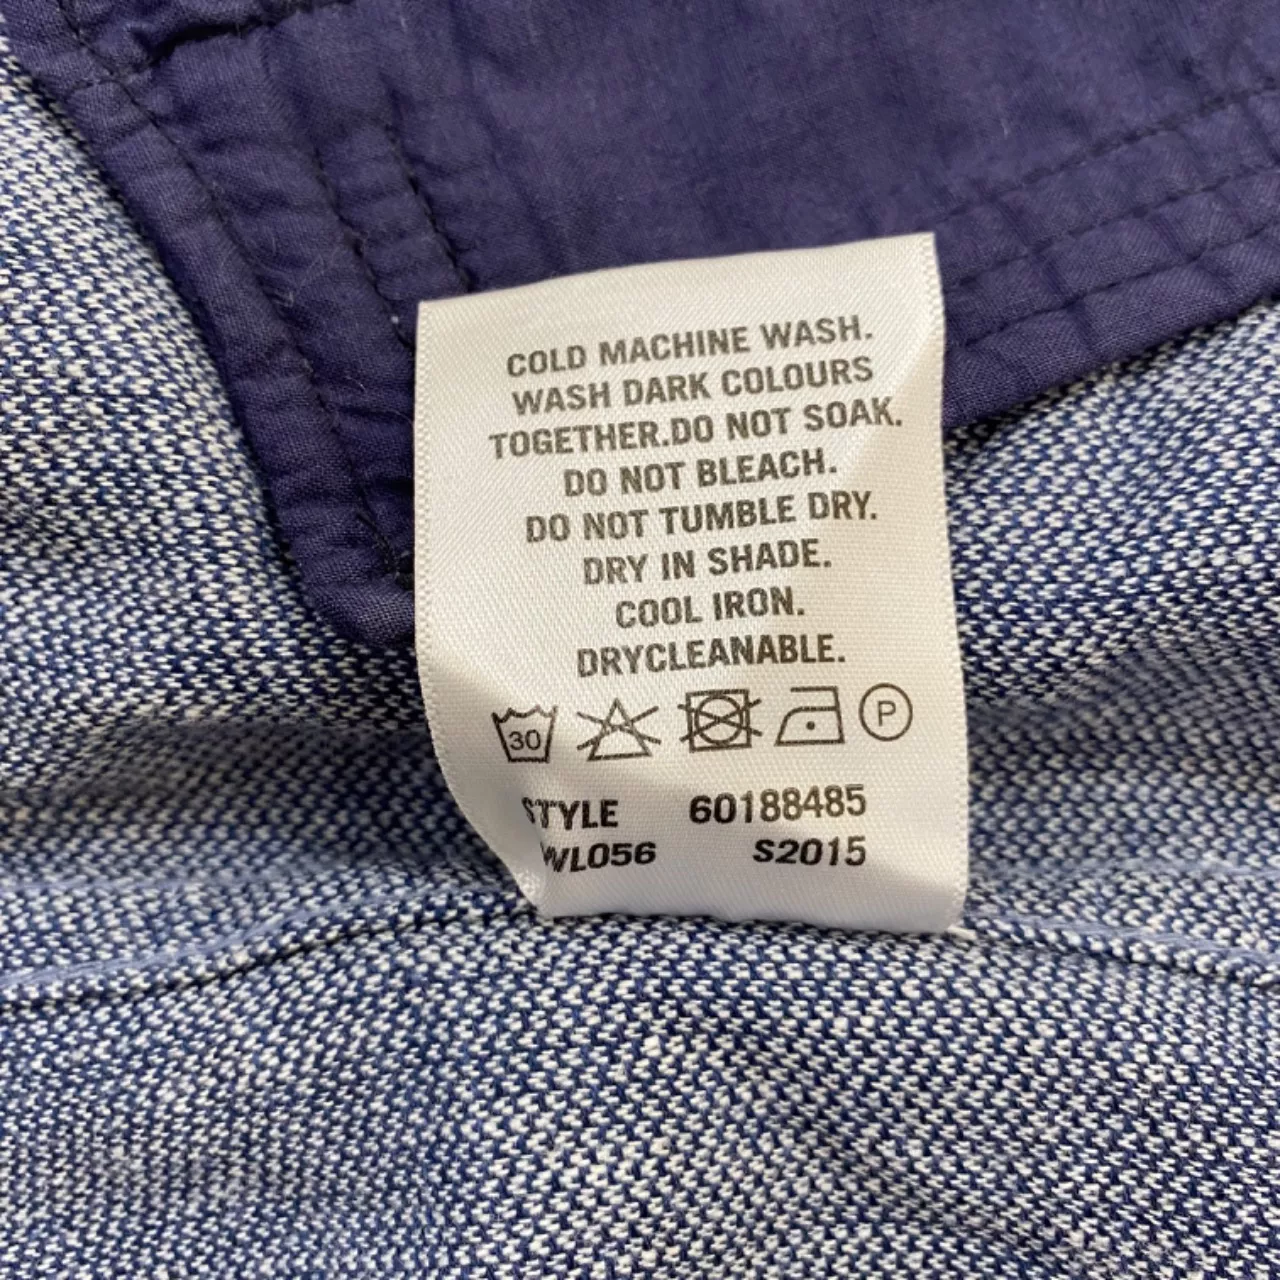 COLD MACHINE WASH.
WASH DARK COLOURS
TOGETHER.DO NOT SOAK.
DO NOT BLEACH.
DO NOT TUMBLE DRY.
DRY IN SHADE.
COOL IRON.
DRYCLEANABLE.
30 P
STYLE 60188485
WL056 S2015